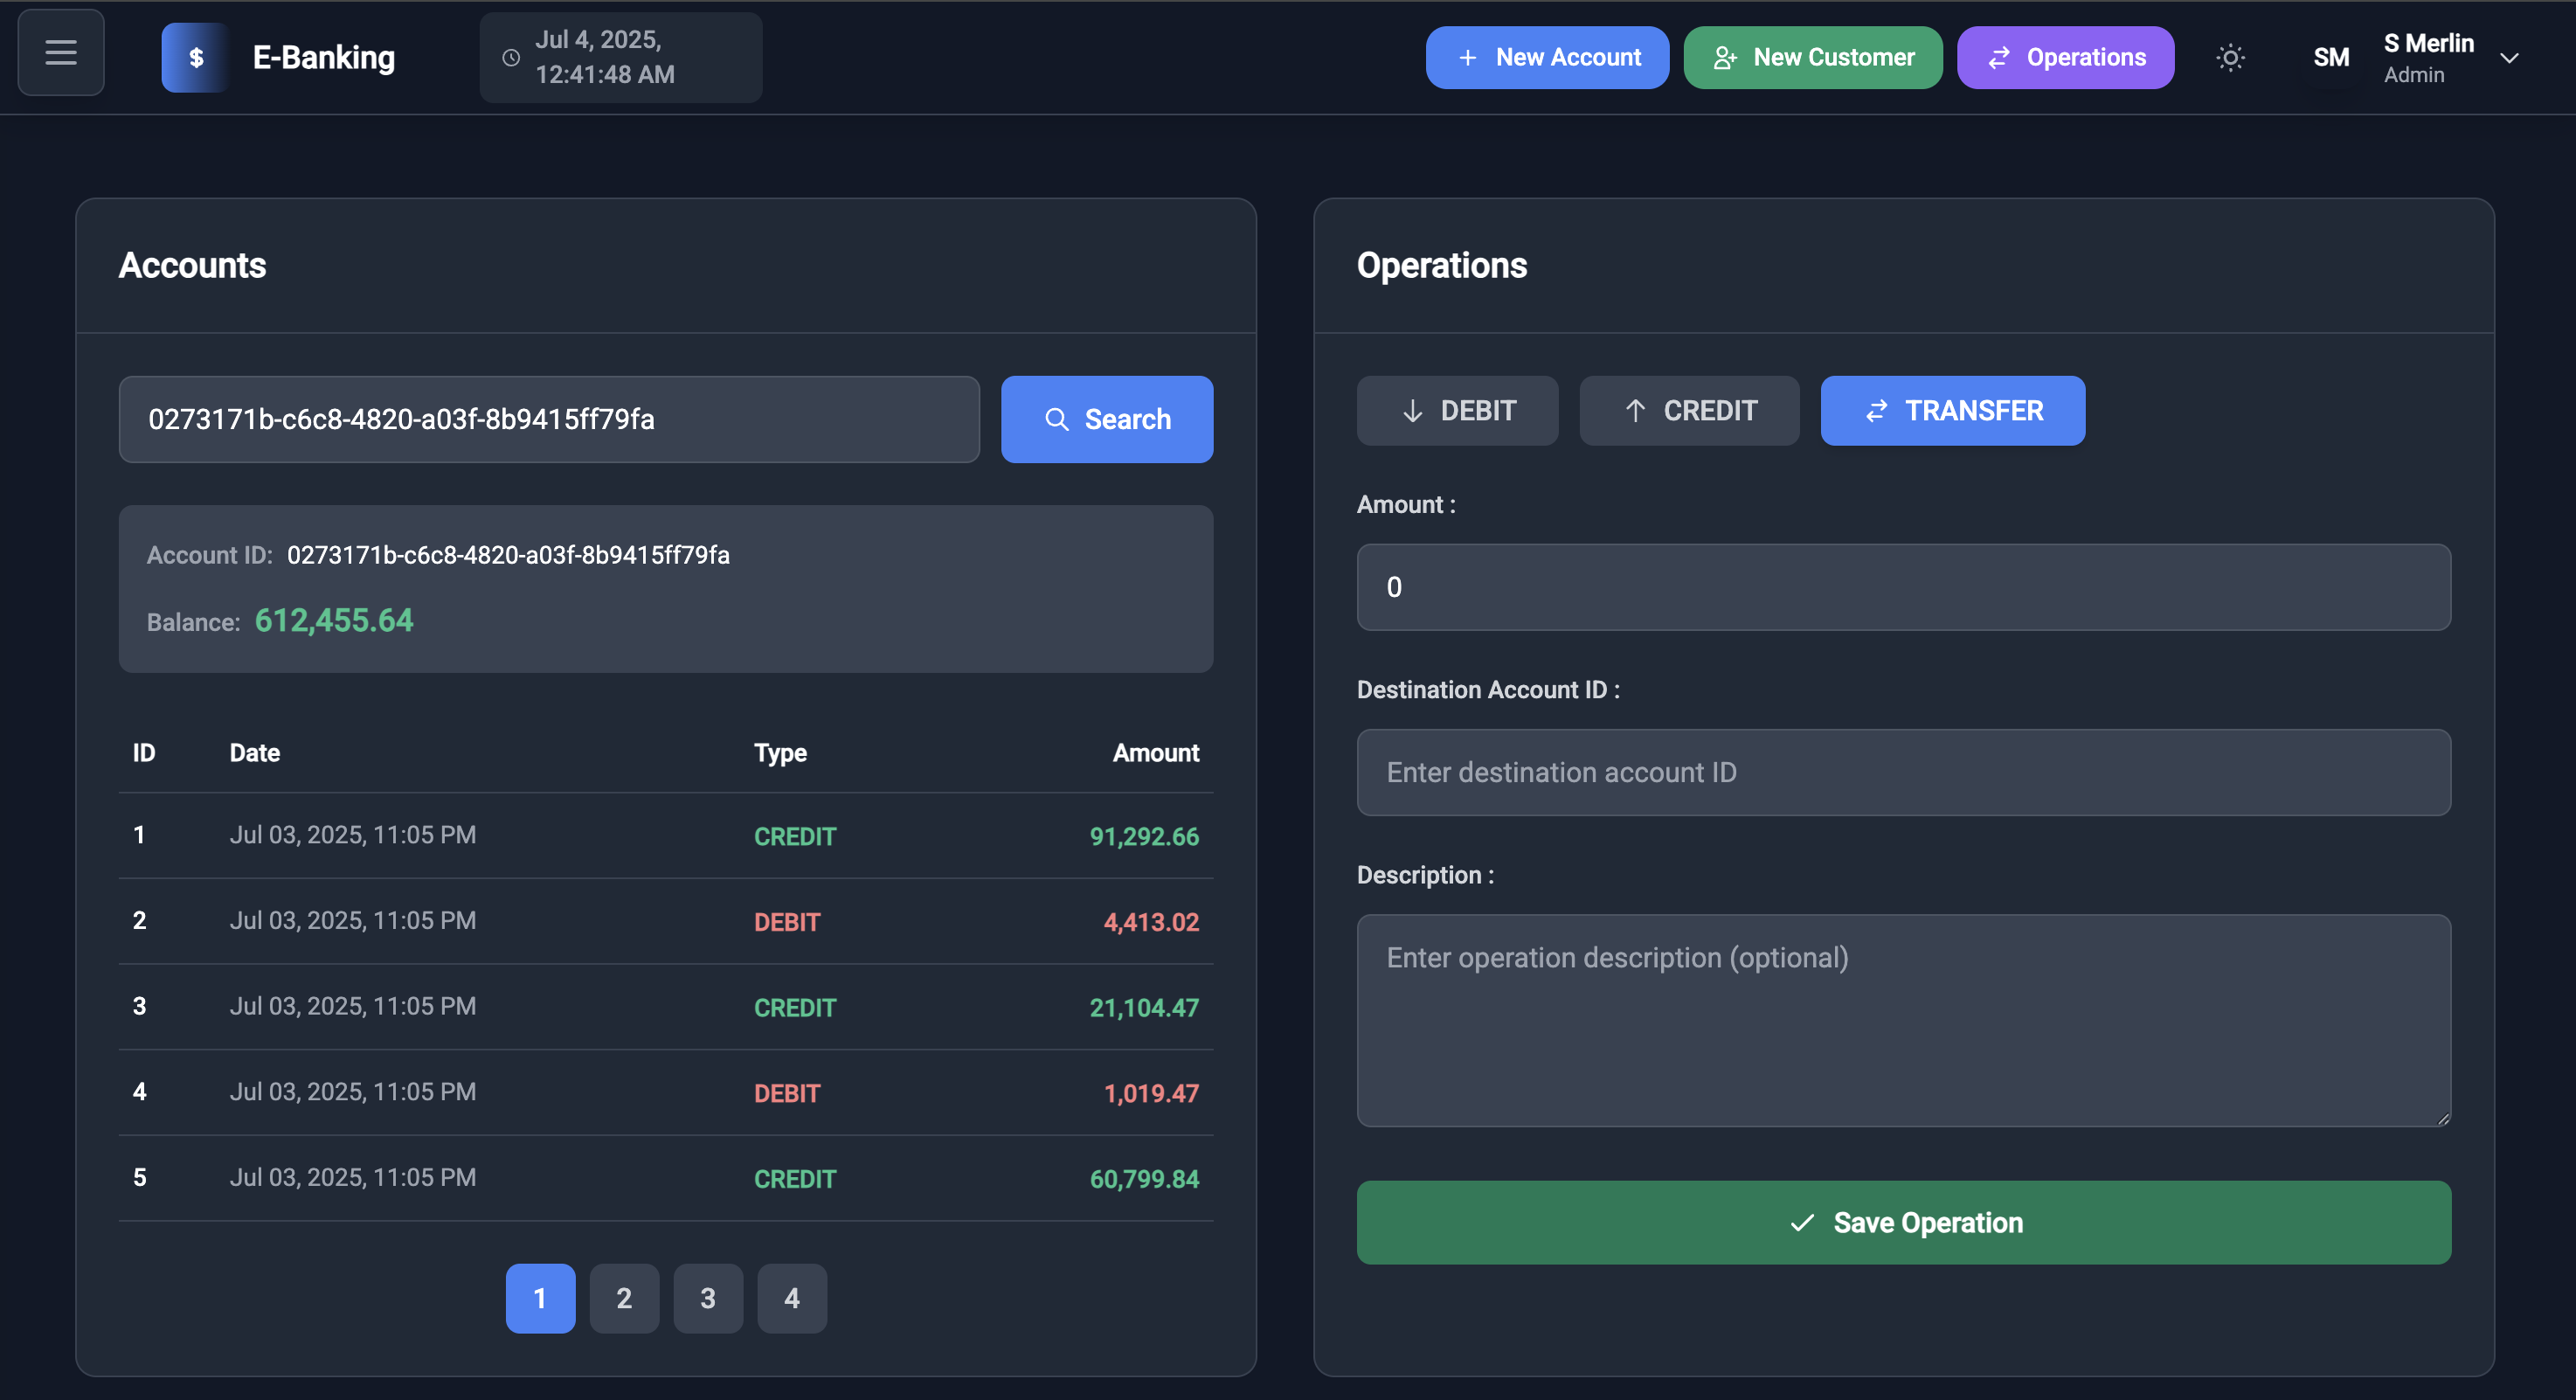 $ E-Banking
Jul 4, 2025,
12:41:48 AM
+ New Account
New Customer
Operations
SM
S Merlin
Admin
Accounts
0273171b-c6c8-4820-a03f-8b9415ff79fa
Search
Account ID: 0273171b-c6c8-4820-a03f-8b9415ff79fa
Balance: 612,455.64
ID Date Type Amount
1 Jul 03, 2025, 11:05 PM CREDIT 91,292.66
2 Jul 03, 2025, 11:05 PM DEBIT 4,413.02
3 Jul 03, 2025, 11:05 PM CREDIT 21,104.47
4 Jul 03, 2025, 11:05 PM DEBIT 1,019.47
5 Jul 03, 2025, 11:05 PM CREDIT 60,799.84
1 2 3 4
Operations
DEBIT CREDIT TRANSFER
Amount :
0
Destination Account ID :
Enter destination account ID
Description :
Enter operation description (optional)
Save Operation